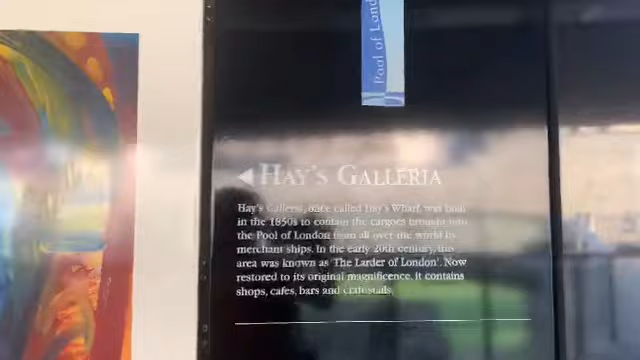 Pool of Lond
HAY'S GALLERIA
Hay's Galleria, once called Hay's Wharf, was built
in the 1850s to contain the cargoes brought into
the Pool of London from all over the world by
merchant ships. In the early 20th century, this
area was known as 'The Larder of London'. Now
restored to its original magnificence, it contains
shops, cafes, bars and craft stalls.